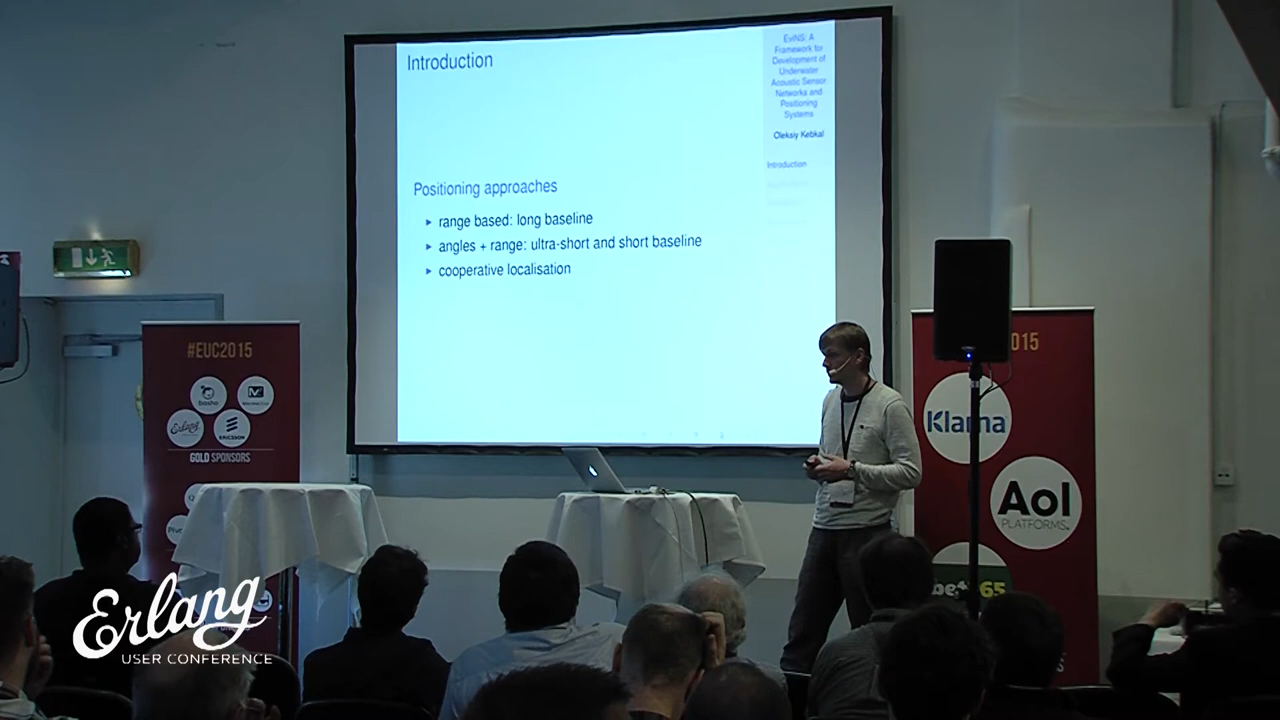 Introduction
Positioning approaches
range based: long baseline
angles + range: ultra-short and short baseline
cooperative localisation
EviNS: A
Framework for
Development of
Underwater
Acoustic Sensor
Networks and
Positioning
Systems
Oleksiy Kebkal
Introduction
#EUC2015
basho
Erlang
ERICSSON
GOLD SPONSORS
015
Klarna
Aol
PLATFORMS.
65
Erlang
USER CONFERENCE